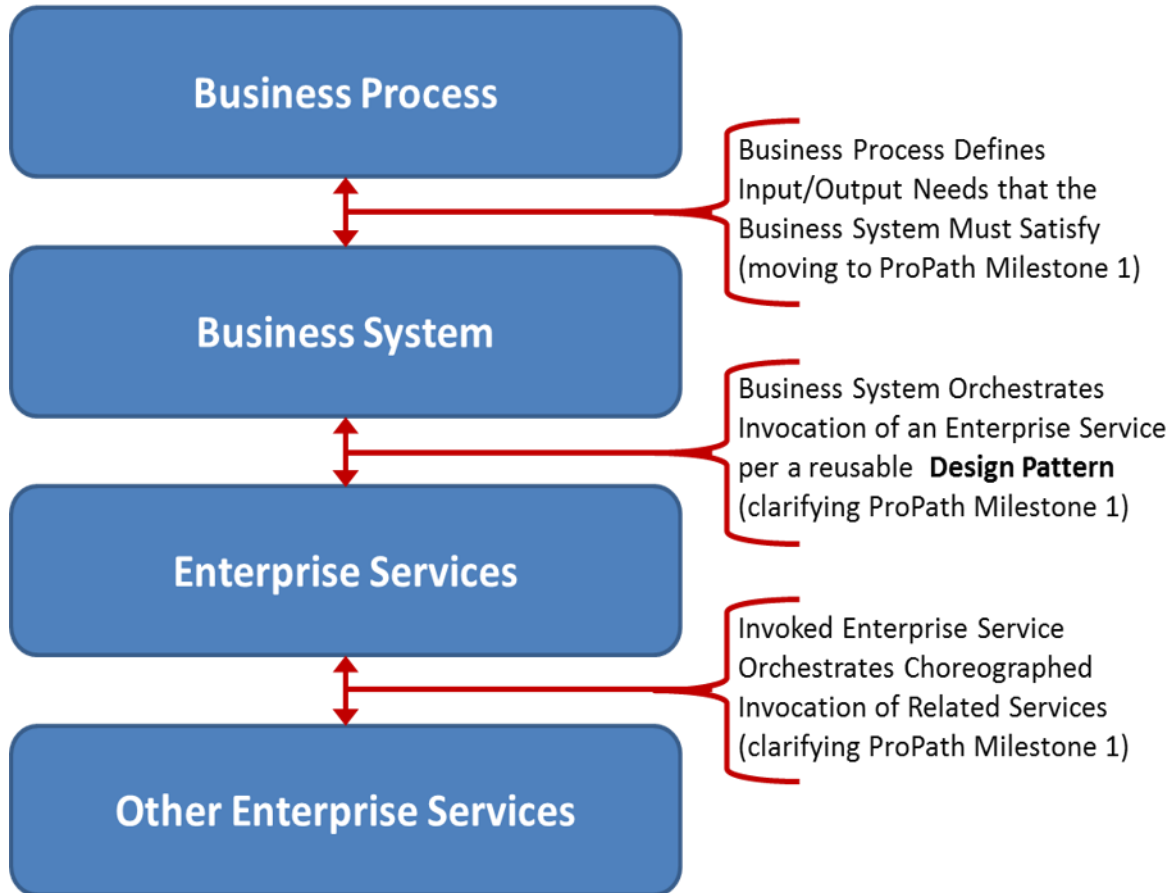 Business Process
Business Process Defines
Input/Output Needs that the
Business System Must Satisfy
(moving to ProPath Milestone 1)
Business System
Business System Orchestrates
Invocation of an Enterprise Service
per a reusable Design Pattern
(clarifying ProPath Milestone 1)
Enterprise Services
Invoked Enterprise Service
Orchestrates Choreographed
Invocation of Related Services
(clarifying ProPath Milestone 1)
Other Enterprise Services